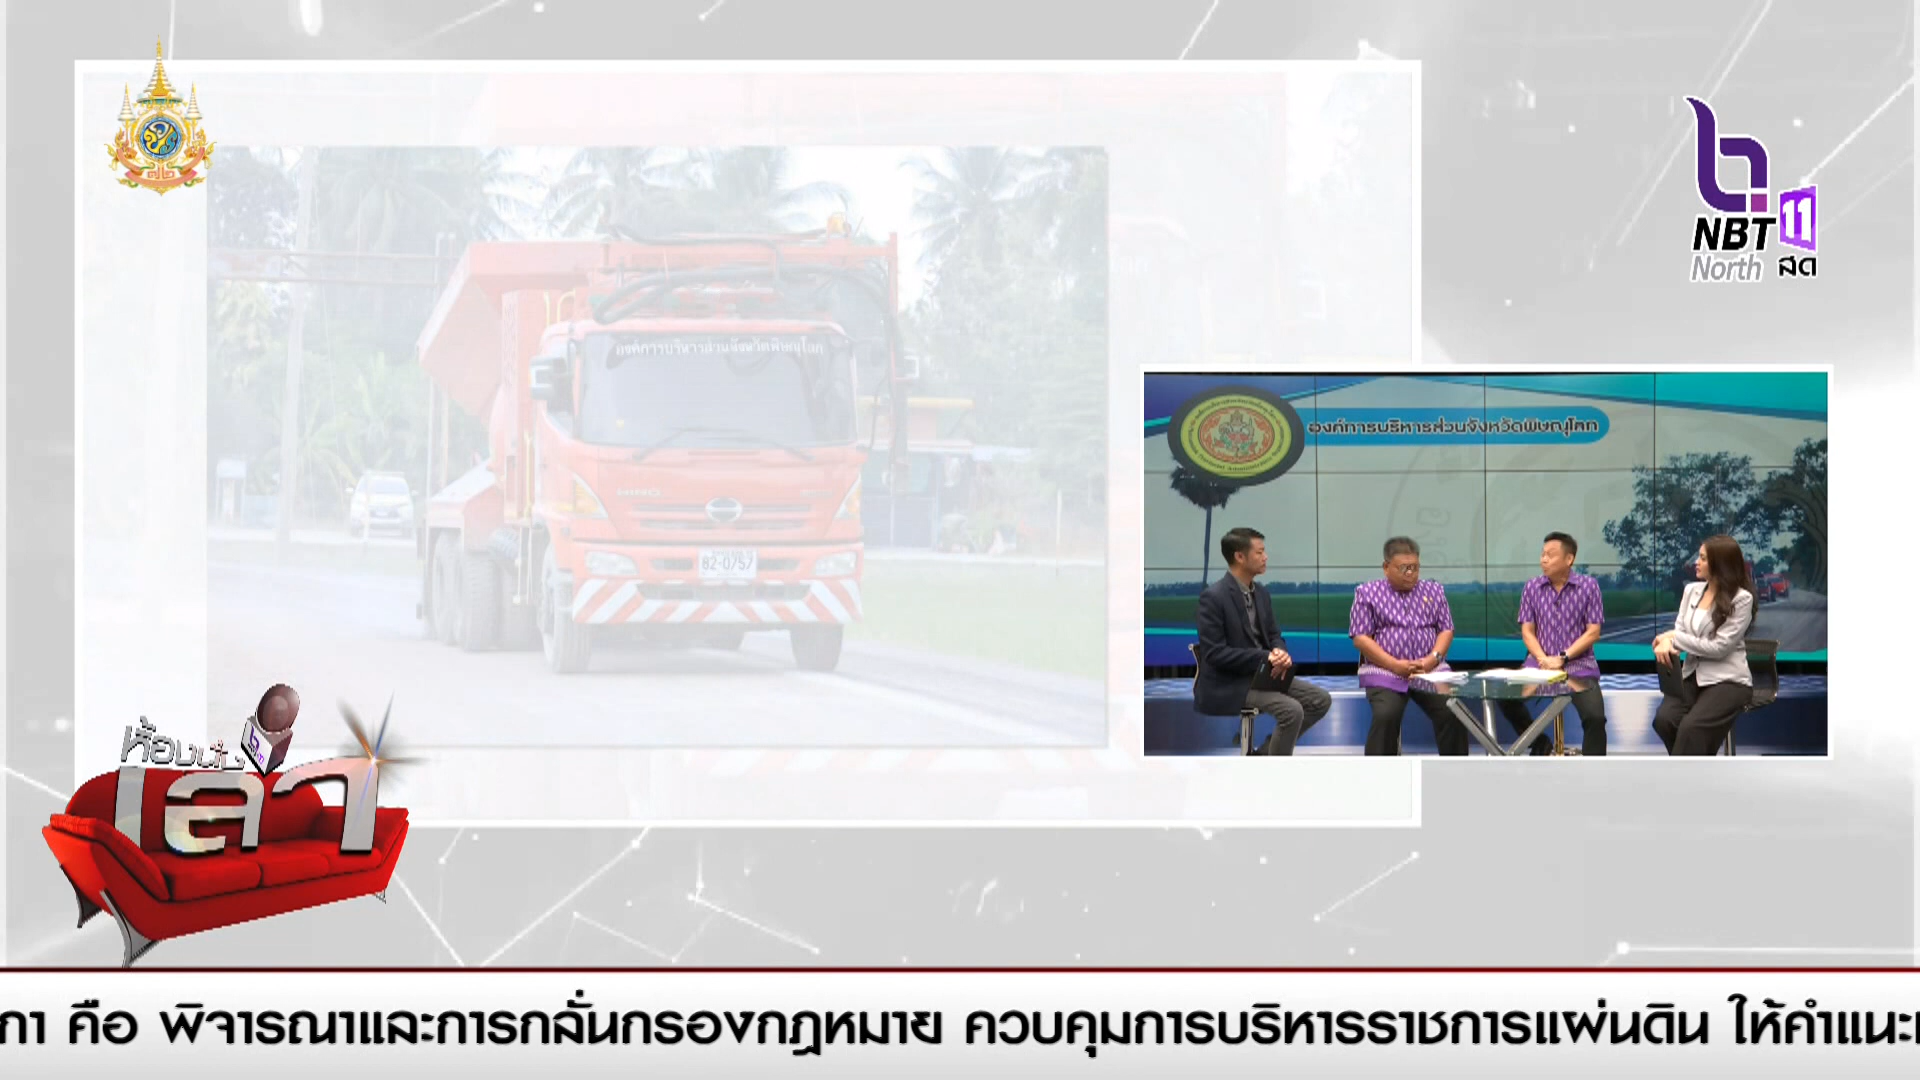 NBT 11
North สด
องค์การบริหารส่วนจังหวัดพิษณุโลก
HINO
82-0757
องค์การบริหารส่วนจังหวัดพิษณุโลก
ห้องนั่ง
เล่า
กา คือ พิจารณาและการกลั่นกรองกฎหมาย ควบคุมการบริหารราชการแผ่นดิน ให้คำแนะ